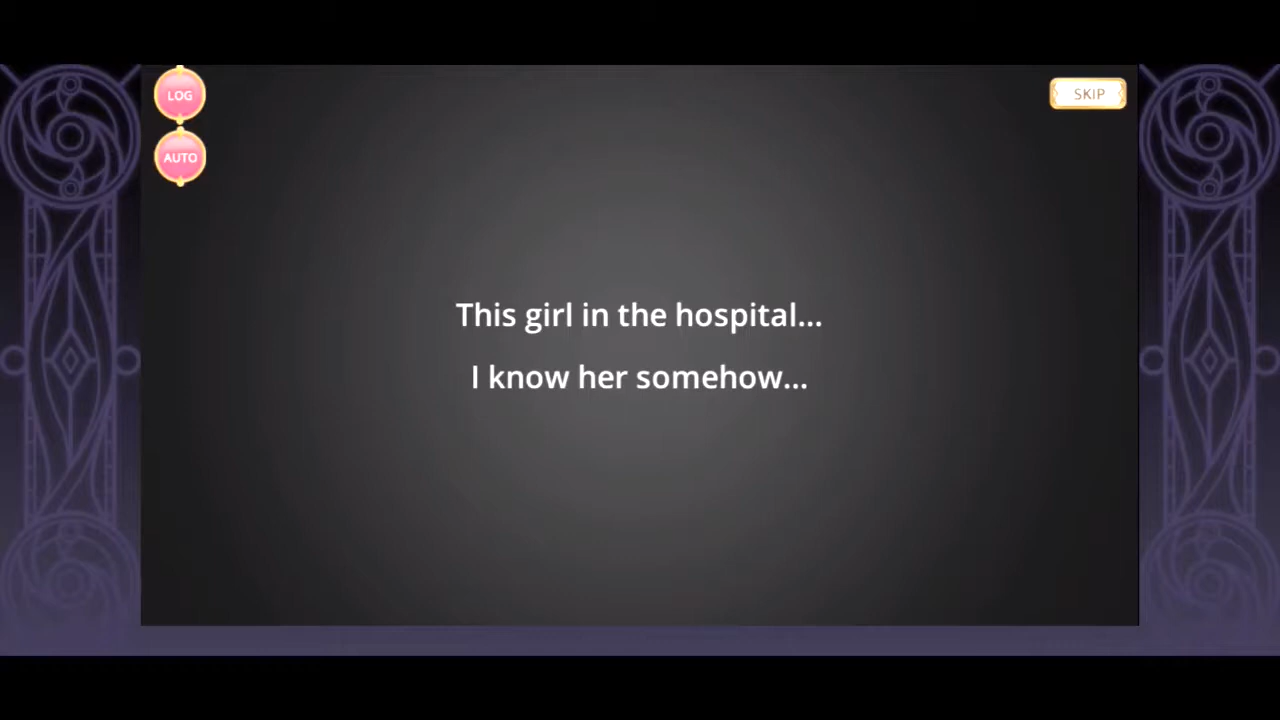 LOG
SKIP
AUTO
This girl in the hospital...
I know her somehow...